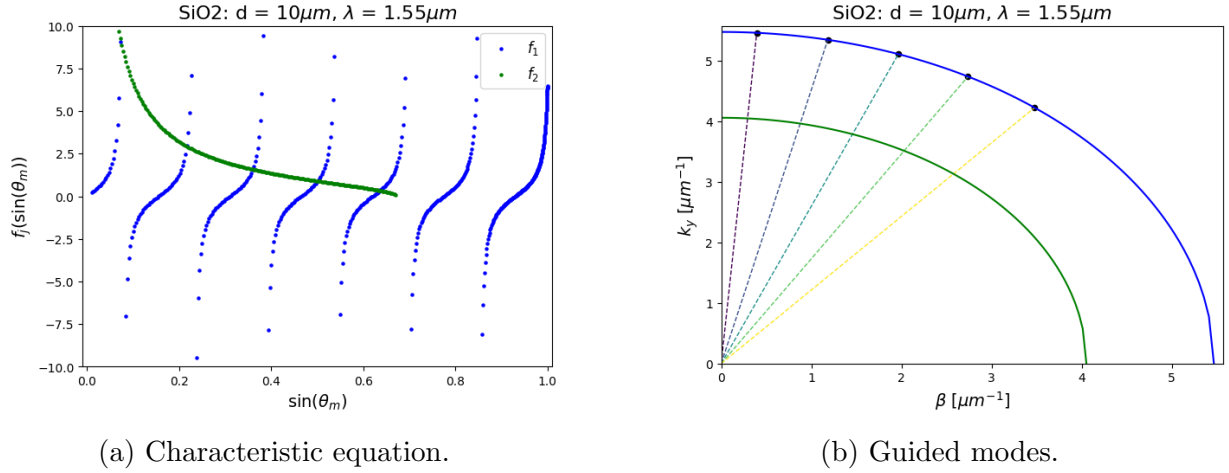 SiO2: d = 10μm, λ = 1.55μm
10.0
7.5
5.0
2.5
0.0
−2.5
−5.0
−7.5
−10.0
f_j(sin(θ_m))
f_1
f_2
0.0
0.2
0.4
0.6
0.8
1.0
sin(θ_m)
(a) Characteristic equation.
SiO2: d = 10μm, λ = 1.55μm
5
4
3
2
1
0
k_y [μm⁻¹]
0
1
2
3
4
5
β [μm⁻¹]
(b) Guided modes.